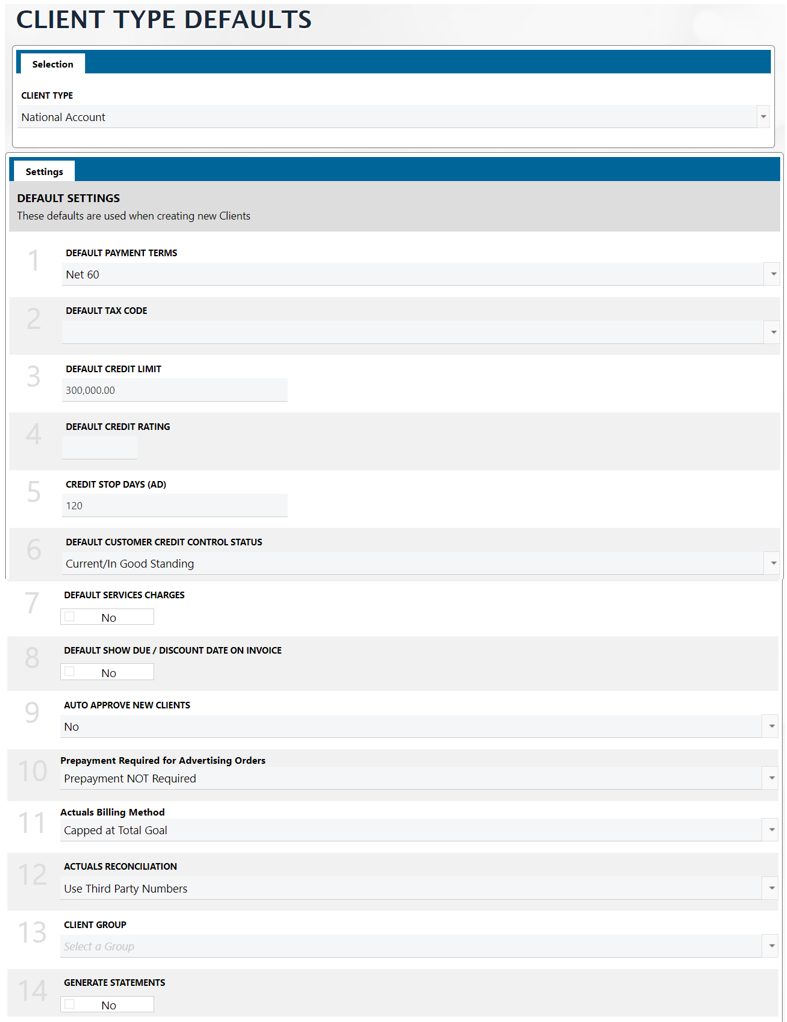 CLIENT TYPE DEFAULTS
Selection
CLIENT TYPE
National Account
Settings
DEFAULT SETTINGS
These defaults are used when creating new Clients
1
DEFAULT PAYMENT TERMS
Net 60
2
DEFAULT TAX CODE
3
DEFAULT CREDIT LIMIT
300,000.00
4
DEFAULT CREDIT RATING
5
CREDIT STOP DAYS (AD)
120
6
DEFAULT CUSTOMER CREDIT CONTROL STATUS
Current/In Good Standing
7
DEFAULT SERVICES CHARGES
No
8
DEFAULT SHOW DUE / DISCOUNT DATE ON INVOICE
No
9
AUTO APPROVE NEW CLIENTS
No
10
Prepayment Required for Advertising Orders
Prepayment NOT Required
11
Actuals Billing Method
Capped at Total Goal
12
ACTUALS RECONCILIATION
Use Third Party Numbers
13
CLIENT GROUP
Select a Group
14
GENERATE STATEMENTS
No